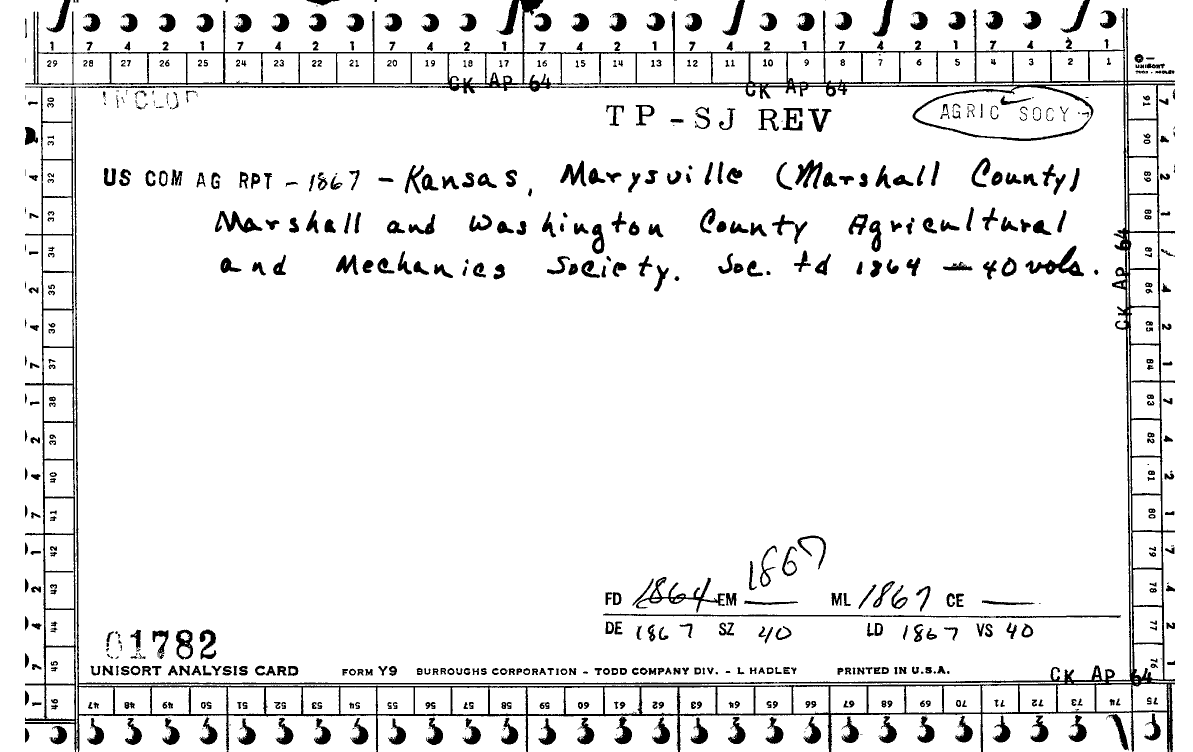 1 7 4 2 1 7 4 2 1 7 4 2 1 7 4 2 1 7 4 2 1 7 4 2 1 7 4 2 1
29 28 27 26 25 24 23 22 21 20 19 18 17 16 15 14 13 12 11 10 9 8 7 6 5 4 3 2 1
UNISORT
CK AP 64 CK AP 64
INCLOP
TP-SJ REV
AGRIC SOCY
US COM AG RPT - 1867 - Kansas, Marysville (Marshall County)
Marshall and Washington County Agricultural
and Mechanics Society. Soc. fd 1864 - 40 vols.
CK AP 64
30 31 32 33 34 35 36 37 38 39 40 41 42 43 44 45 46
91 90 89 88 87 86 85 84 83 82 81 80 79 78 77 76
1867
FD 1864 EM ML 1867 CE
DE 1867 SZ 40 LD 1867 VS 40
01782
UNISORT ANALYSIS CARD FORM Y9 BURROUGHS CORPORATION - TODD COMPANY DIV. - L HADLEY PRINTED IN U.S.A.
CK AP 64
47 48 49 50 51 52 53 54 55 56 57 58 59 60 61 62 63 64 65 66 67 68 69 70 71 72 73 74 75